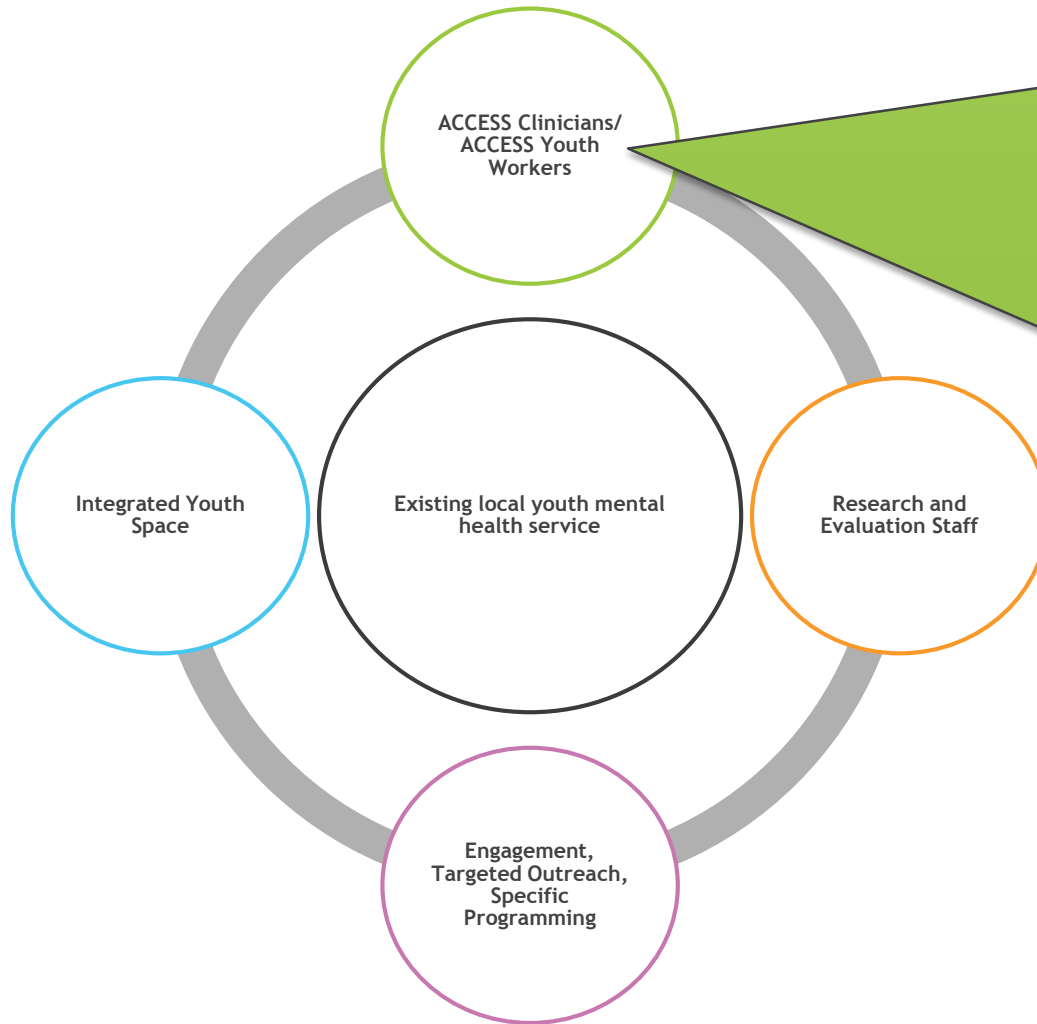 ACCESS Clinicians/
ACCESS Youth
Workers
Integrated Youth
Space
Existing local youth mental
health service
Research and
Evaluation Staff
Engagement,
Targeted Outreach,
Specific
Programming